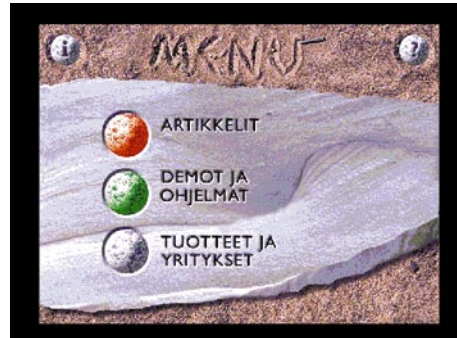 i MENU ?
ARTIKKELIT
DEMOT JA
OHJELMAT
TUOTTEET JA
YRITYKSET